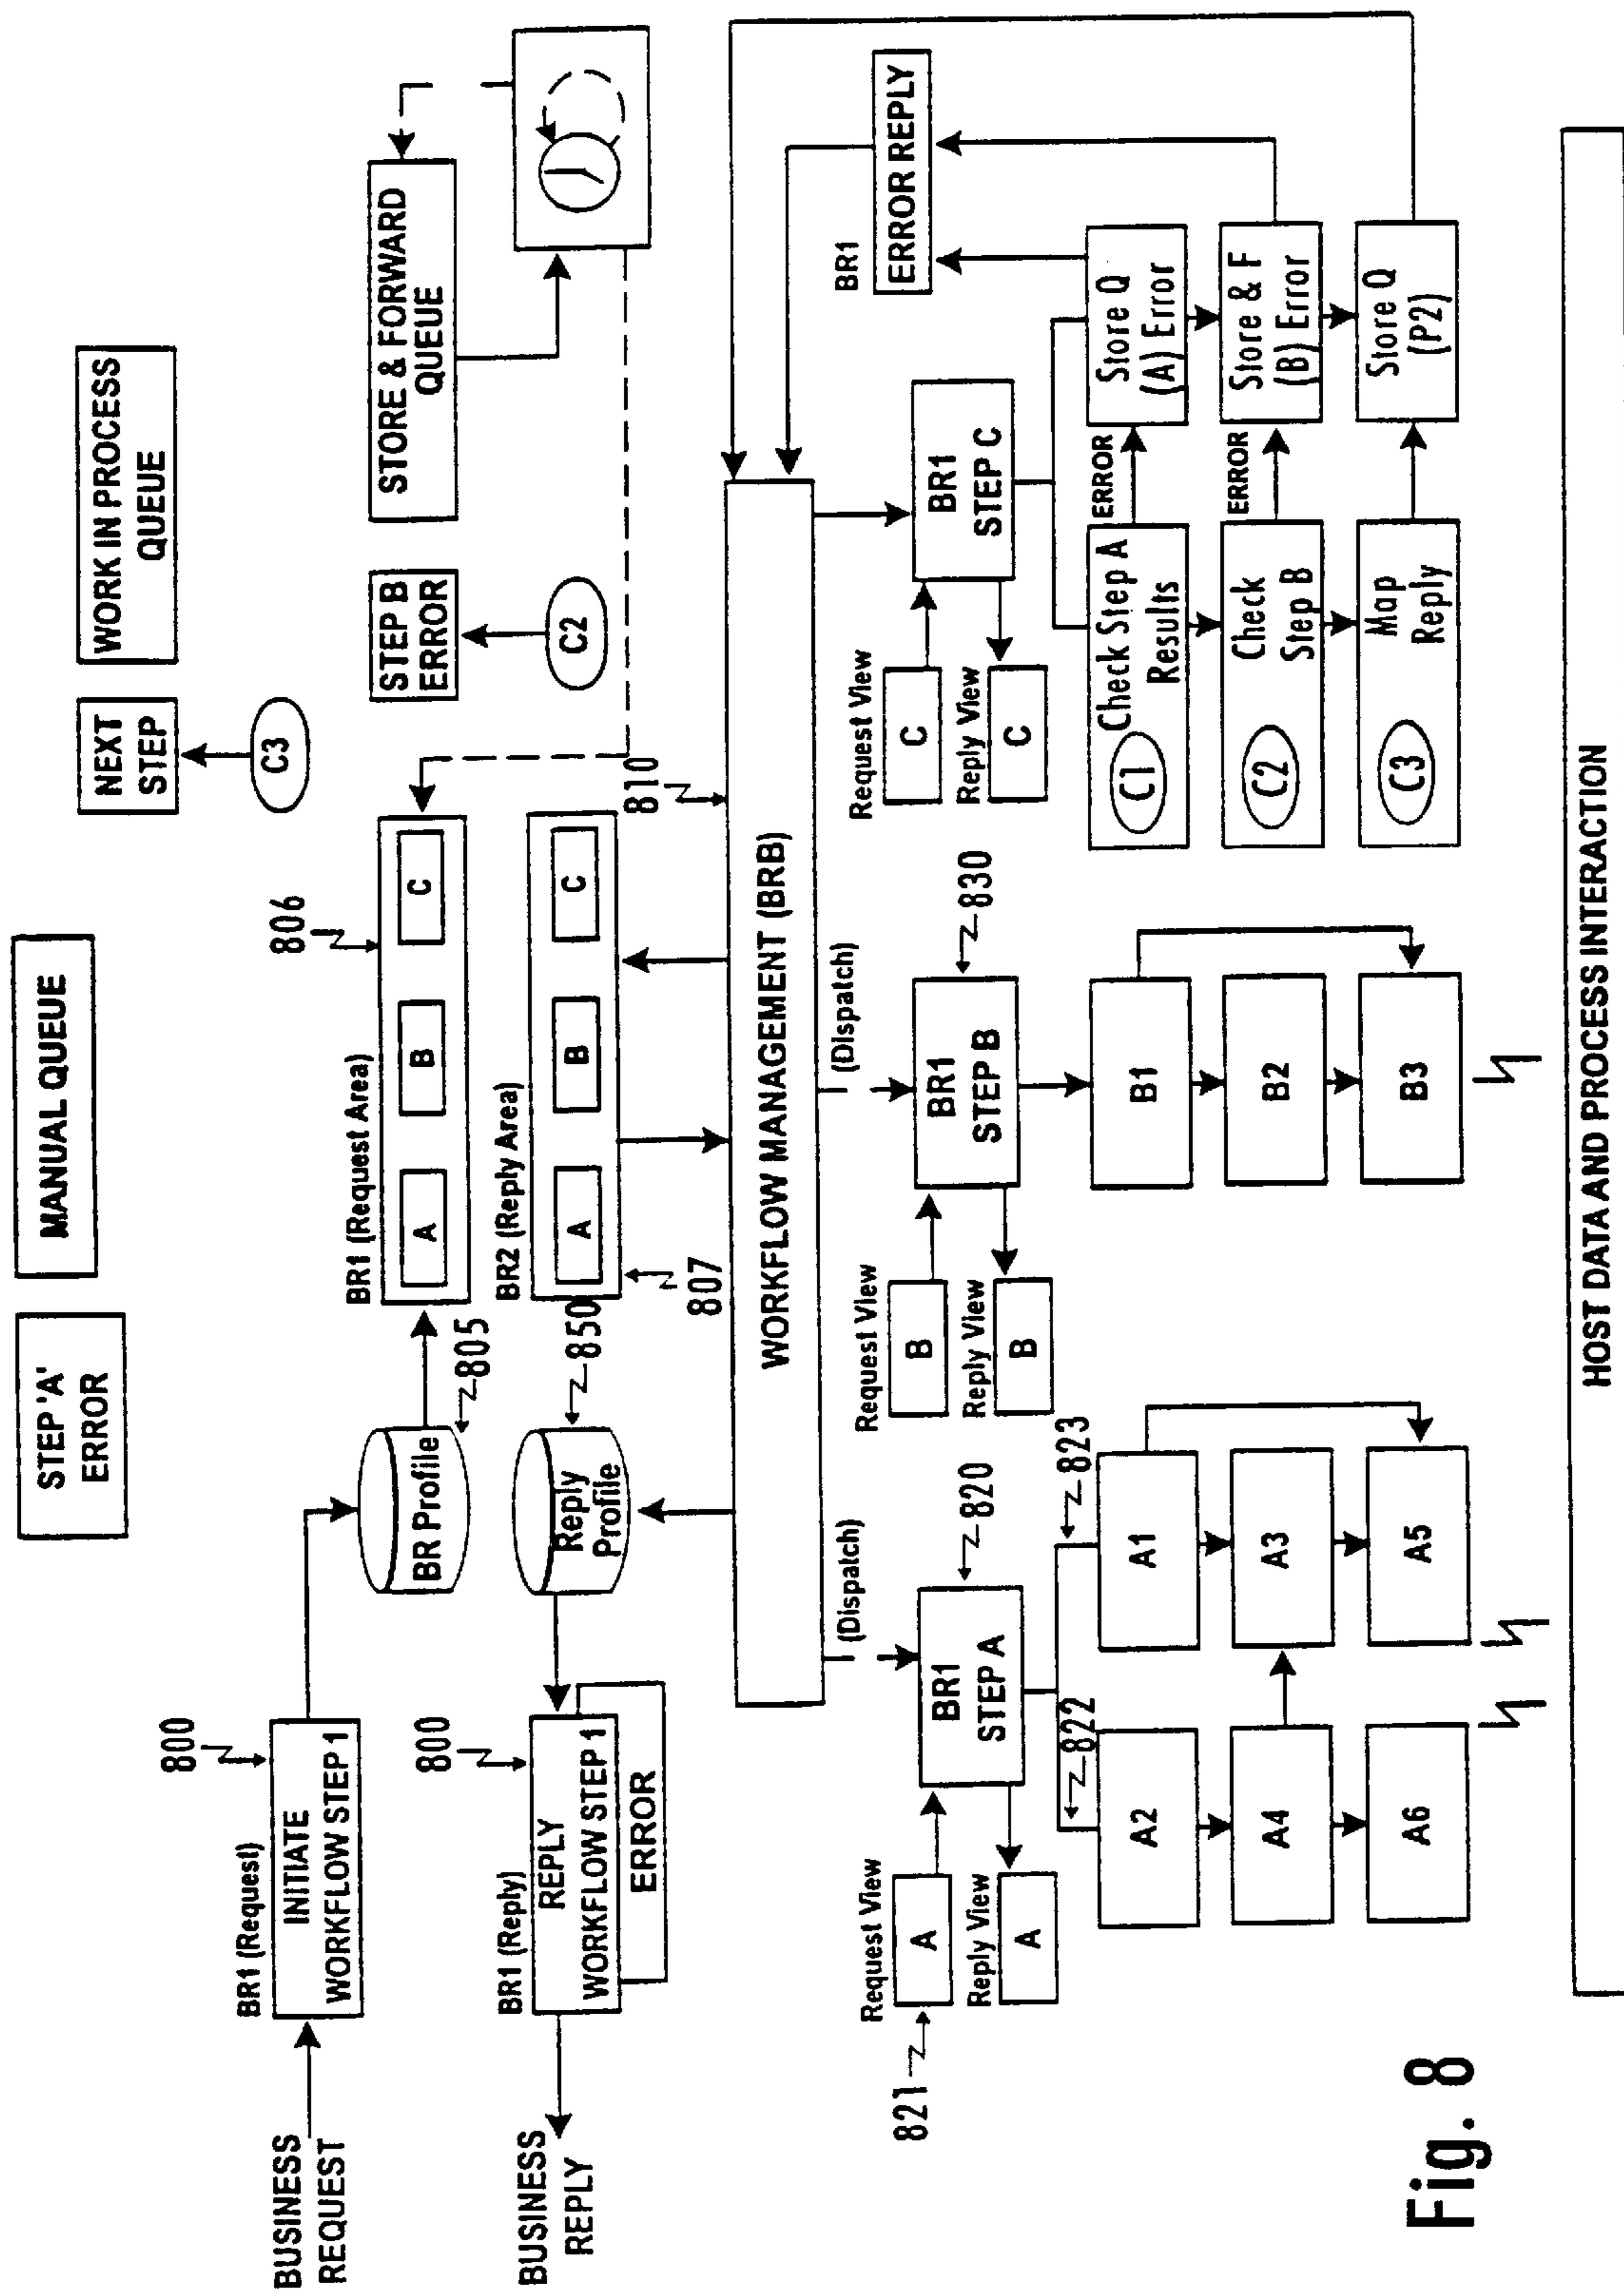 STEP 'A'
ERROR
MANUAL QUEUE
NEXT
STEP
WORK IN PROCESS
QUEUE
C3
BUSINESS
REQUEST
BR1 (Request)
INITIATE
WORKFLOW STEP 1
800
BR Profile
805
BR1 (Request Area)
A
B
C
806
STEP B
ERROR
C2
STORE & FORWARD
QUEUE
BUSINESS
REPLY
BR1 (Reply)
REPLY
WORKFLOW STEP 1
ERROR
800
Reply
Profile
850
BR2 (Reply Area)
A
B
C
807
810
WORKFLOW MANAGEMENT (BRB)
(Dispatch)
(Dispatch)
BR1
ERROR REPLY
821
Request View
A
Reply View
A
BR1
STEP A
820
822
823
A2
A1
A4
A3
A6
A5
Request View
B
Reply View
B
BR1
STEP B
830
B1
B2
B3
Request View
C
Reply View
C
BR1
STEP C
C1
Check Step A
Results
ERROR
Store Q
(A) Error
C2
Check
Step B
ERROR
Store & F
(B) Error
C3
Map
Reply
Store Q
(P2)
HOST DATA AND PROCESS INTERACTION
Fig. 8